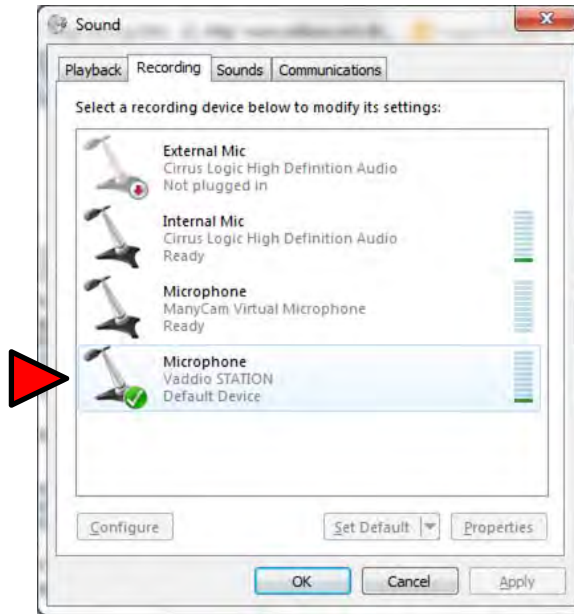 Sound
Playback Recording Sounds Communications
Select a recording device below to modify its settings:
External Mic
Cirrus Logic High Definition Audio
Not plugged in
Internal Mic
Cirrus Logic High Definition Audio
Ready
Microphone
ManyCam Virtual Microphone
Ready
Microphone
Vaddio STATION
Default Device
Configure Set Default Properties
OK Cancel Apply